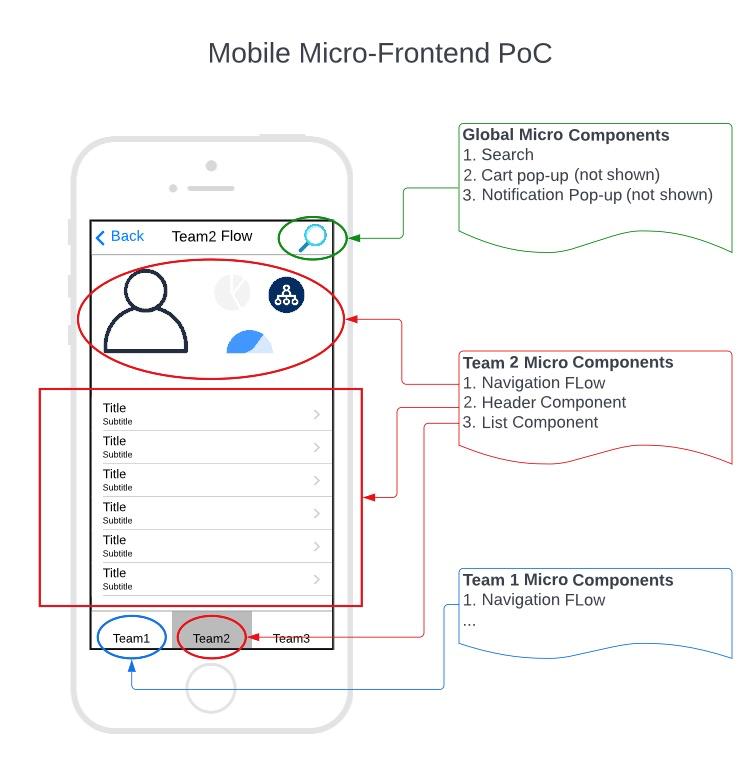 Mobile Micro-Frontend PoC
Global Micro Components
1. Search
2. Cart pop-up (not shown)
3. Notification Pop-up (not shown)
Back
Team2 Flow
Team 2 Micro Components
1. Navigation FLow
2. Header Component
3. List Component
Title
Subtitle
Title
Subtitle
Title
Subtitle
Title
Subtitle
Title
Subtitle
Title
Subtitle
Team 1 Micro Components
1. Navigation FLow
...
Team1
Team2
Team3